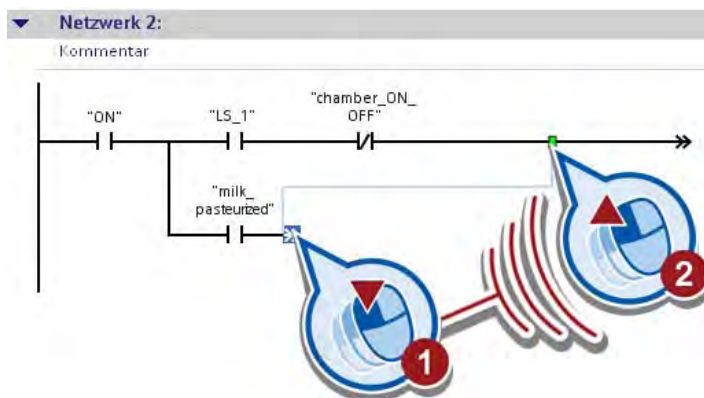 Netzwerk 2:
Kommentar
"chamber_ON_
"ON"
"LS_1"
OFF"
"milk_
pasteurized"
2
1